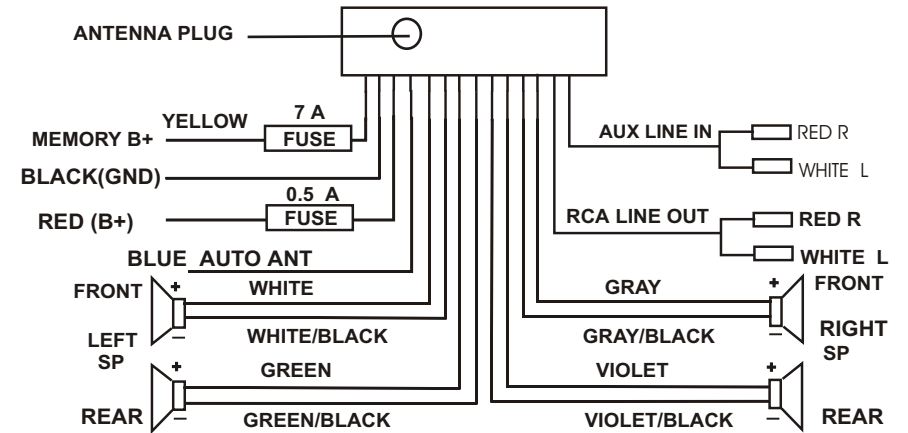 ANTENNA PLUG
7 A
YELLOW
FUSE
MEMORY B+
BLACK(GND)
0.5 A
FUSE
RED (B+)
BLUE AUTO ANT
FRONT
+
WHITE
−
WHITE/BLACK
LEFT
SP
+
GREEN
REAR
−
GREEN/BLACK
AUX LINE IN
RED R
WHITE L
RCA LINE OUT
RED R
WHITE L
GRAY
+
FRONT
GRAY/BLACK
−
RIGHT
SP
VIOLET
+
VIOLET/BLACK
−
REAR